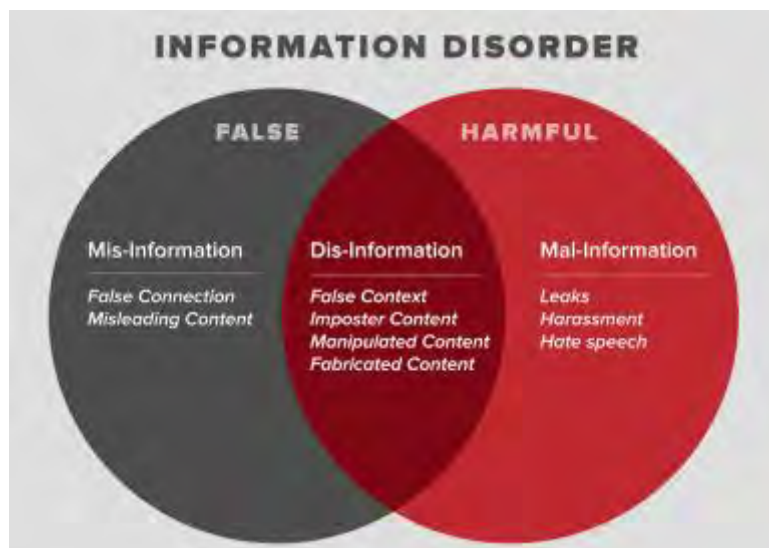 INFORMATION DISORDER
FALSE
HARMFUL
Mis-Information
False Connection
Misleading Content
Dis-Information
False Context
Imposter Content
Manipulated Content
Fabricated Content
Mal-Information
Leaks
Harassment
Hate speech